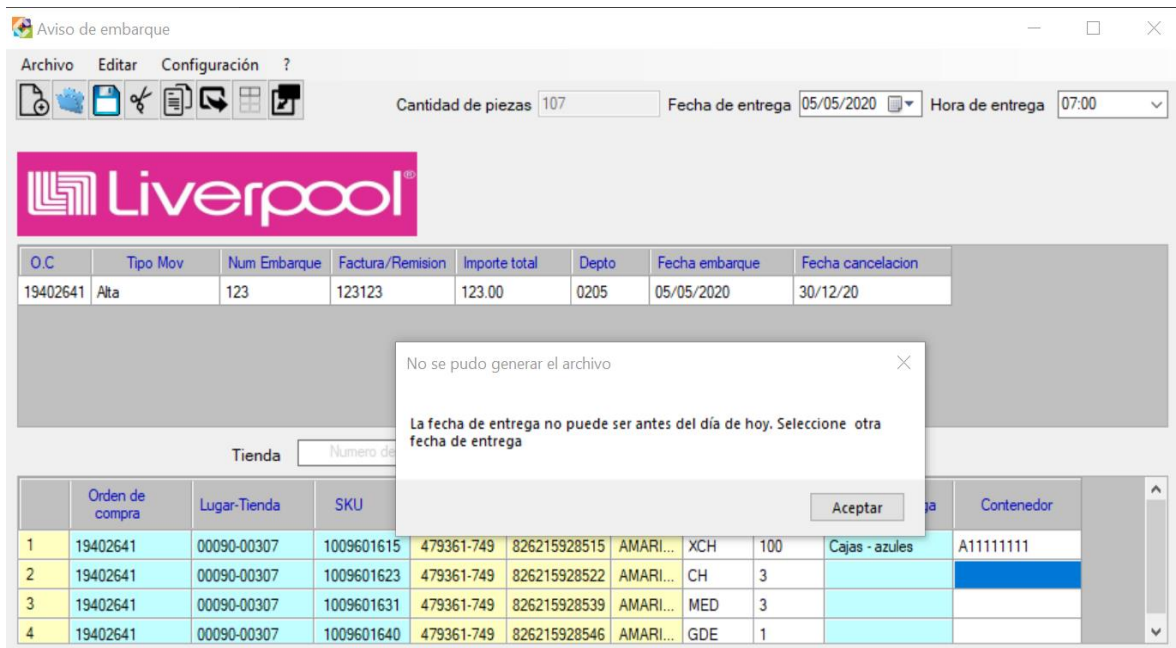 Aviso de embarque
Archivo Editar Configuración ?
Cantidad de piezas 107 Fecha de entrega 05/05/2020 Hora de entrega 07:00
Liverpool®
O.C Tipo Mov Num Embarque Factura/Remision Importe total Depto Fecha embarque Fecha cancelacion
19402641 Alta 123 123123 123.00 0205 05/05/2020 30/12/20
No se pudo generar el archivo
La fecha de entrega no puede ser antes del día de hoy. Seleccione otra
fecha de entrega
Aceptar
Tienda Numero de
Orden de
compra Lugar-Tienda SKU Contenedor
1 19402641 00090-00307 1009601615 479361-749 826215928515 AMARI... XCH 100 Cajas - azules A11111111
2 19402641 00090-00307 1009601623 479361-749 826215928522 AMARI... CH 3
3 19402641 00090-00307 1009601631 479361-749 826215928539 AMARI... MED 3
4 19402641 00090-00307 1009601640 479361-749 826215928546 AMARI... GDE 1